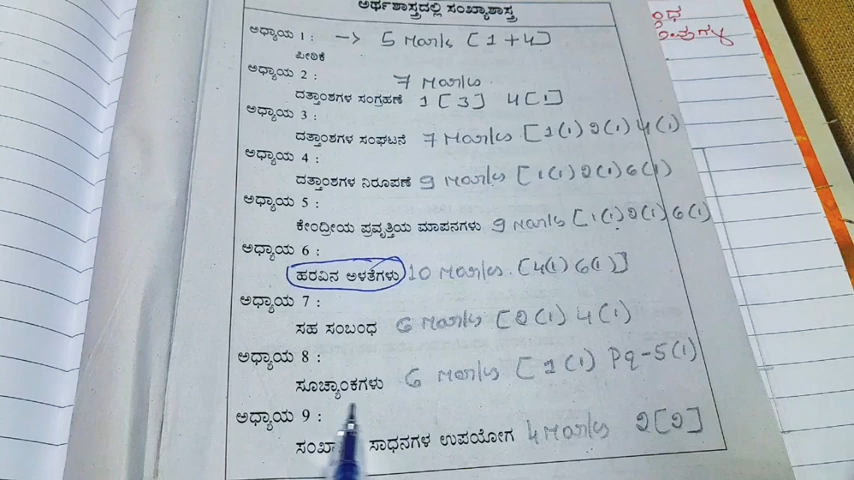 ಅರ್ಥಶಾಸ್ತ್ರದಲ್ಲಿ ಸಂಖ್ಯಾಶಾಸ್ತ್ರ
ಅಧ್ಯಾಯ 1 : -> 5 Marks [1+4]
ಪೀಠಿಕೆ
ಅಧ್ಯಾಯ 2 : 7 Marks.
ದತ್ತಾಂಶಗಳ ಸಂಗ್ರಹಣೆ 1[3] 4[1]
ಅಧ್ಯಾಯ 3 :
ದತ್ತಾಂಶಗಳ ಸಂಘಟನೆ 7 Marks [1(1) 2(1) 4(1)
ಅಧ್ಯಾಯ 4 :
ದತ್ತಾಂಶಗಳ ನಿರೂಪಣೆ 9 Marks [1(1) 2(1) 6(1)
ಅಧ್ಯಾಯ 5 :
ಕೇಂದ್ರೀಯ ಪ್ರವೃತ್ತಿಯ ಮಾಪನಗಳು 9 Marks [1(1) 2(1) 6(1)
ಅಧ್ಯಾಯ 6 :
ಹರವಿನ ಅಳತೆಗಳು 10 Marks. [4(1) 6(1)]
ಅಧ್ಯಾಯ 7 :
ಸಹ ಸಂಬಂಧ 6 Marks [2(1) 4(1)
ಅಧ್ಯಾಯ 8 :
ಸೂಚ್ಯಾಂಕಗಳು 6 Marks [1(1) Pq-5(1)
ಅಧ್ಯಾಯ 9 :
ಸಾಧನಗಳ ಉಪಯೋಗ 4 Marks 2[2]